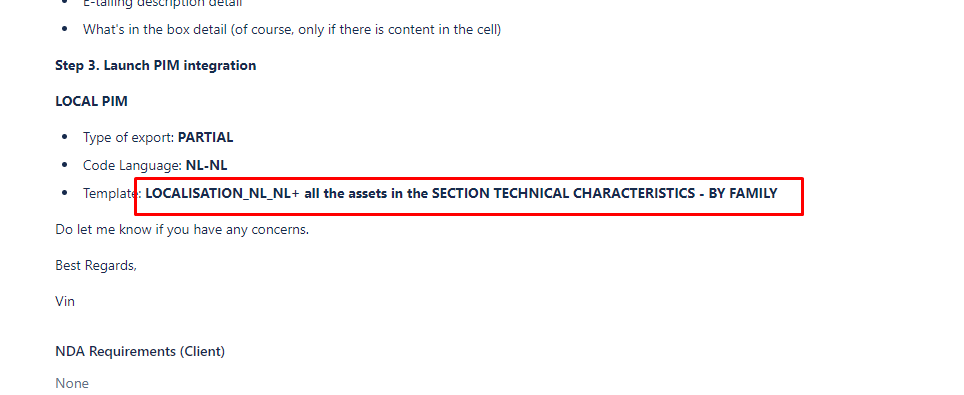 E-tailing description detail
What's in the box detail (of course, only if there is content in the cell)
Step 3. Launch PIM integration
LOCAL PIM
Type of export: PARTIAL
Code Language: NL-NL
Template: LOCALISATION_NL_NL+ all the assets in the SECTION TECHNICAL CHARACTERISTICS - BY FAMILY
Do let me know if you have any concerns.
Best Regards,
Vin
NDA Requirements (Client)
None